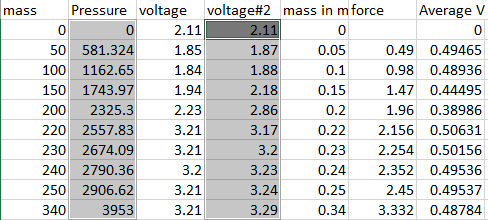 mass Pressure voltage voltage#2 mass in m force Average V
0 0 2.11 2.11 0 0
50 581.324 1.85 1.87 0.05 0.49 0.49465
100 1162.65 1.84 1.88 0.1 0.98 0.48936
150 1743.97 1.94 2.18 0.15 1.47 0.44495
200 2325.3 2.23 2.86 0.2 1.96 0.38986
220 2557.83 3.21 3.17 0.22 2.156 0.50631
230 2674.09 3.21 3.2 0.23 2.254 0.50156
240 2790.36 3.2 3.23 0.24 2.352 0.49536
250 2906.62 3.21 3.24 0.25 2.45 0.49537
340 3953 3.21 3.29 0.34 3.332 0.48784